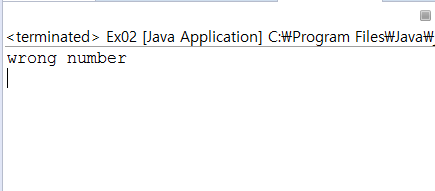 <terminated> Ex02 [Java Application] C:₩Program Files₩Java₩
wrong number